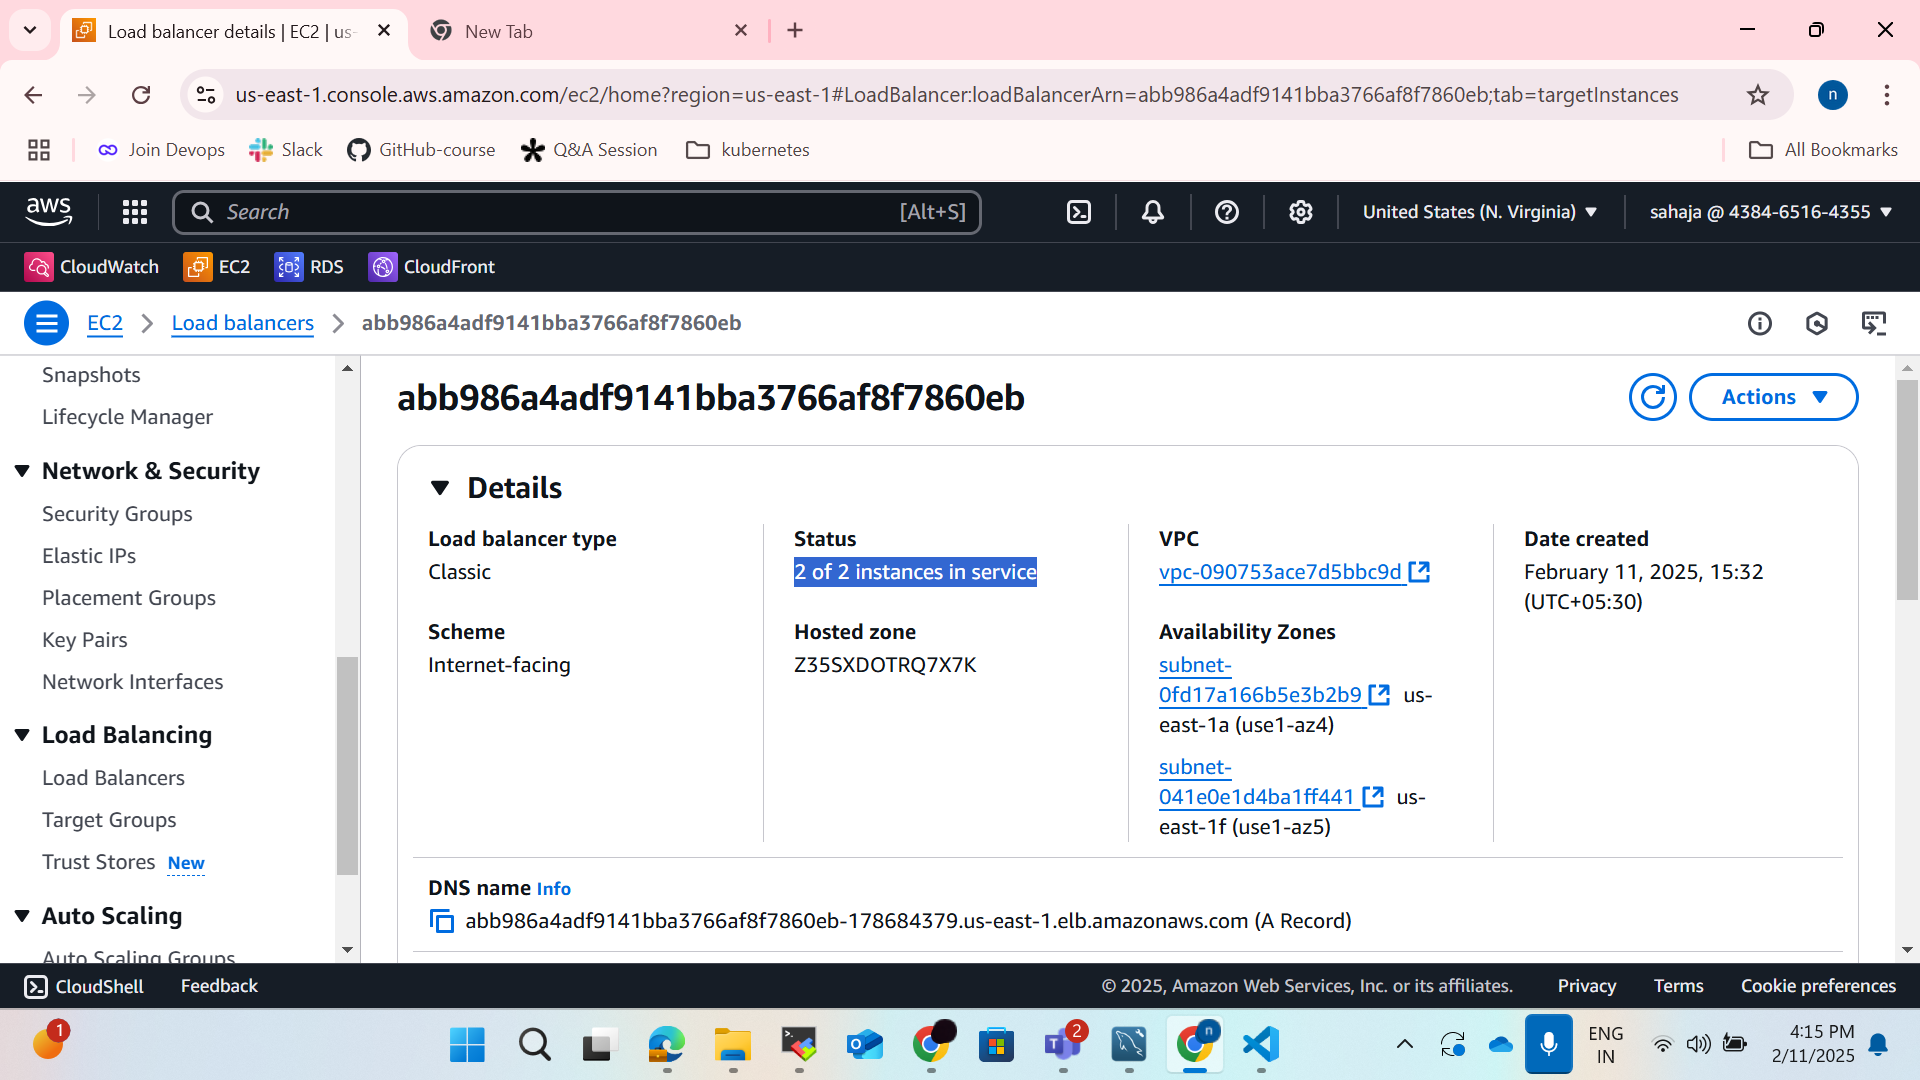 Load balancer details | EC2 | us-
New Tab
us-east-1.console.aws.amazon.com/ec2/home?region=us-east-1#LoadBalancer:loadBalancerArn=abb986a4adf9141bba3766af8f7860eb;tab=targetInstances
n
Join Devops
Slack
GitHub-course
Q&A Session
kubernetes
All Bookmarks
aws
Search
[Alt+S]
United States (N. Virginia)
sahaja @ 4384-6516-4355
CloudWatch
EC2
RDS
CloudFront
EC2
Load balancers
abb986a4adf9141bba3766af8f7860eb
Snapshots
Lifecycle Manager
Network & Security
Security Groups
Elastic IPs
Placement Groups
Key Pairs
Network Interfaces
Load Balancing
Load Balancers
Target Groups
Trust Stores New
Auto Scaling
Auto Scaling Groups
abb986a4adf9141bba3766af8f7860eb
Actions
Details
Load balancer type
Classic
Scheme
Internet-facing
Status
2 of 2 instances in service
Hosted zone
Z35SXDOTRQ7X7K
VPC
vpc-090753ace7d5bbc9d
Availability Zones
subnet-
0fd17a166b5e3b2b9 us-
east-1a (use1-az4)
subnet-
041e0e1d4ba1ff441 us-
east-1f (use1-az5)
Date created
February 11, 2025, 15:32
(UTC+05:30)
DNS name Info
abb986a4adf9141bba3766af8f7860eb-178684379.us-east-1.elb.amazonaws.com (A Record)
CloudShell
Feedback
© 2025, Amazon Web Services, Inc. or its affiliates.
Privacy
Terms
Cookie preferences
1
2
n
ENG
IN
4:15 PM
2/11/2025